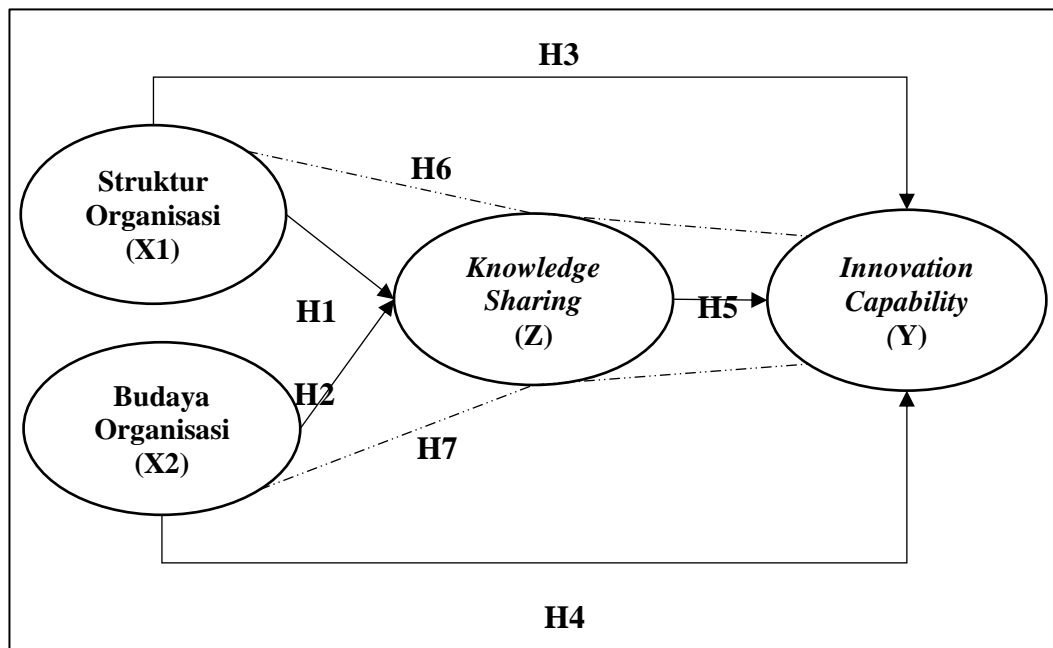 H3
Struktur
Organisasi
(X1)
H6
Knowledge
Sharing
(Z)
Innovation
Capability
(Y)
H1
H5
H2
Budaya
Organisasi
(X2)
H7
H4